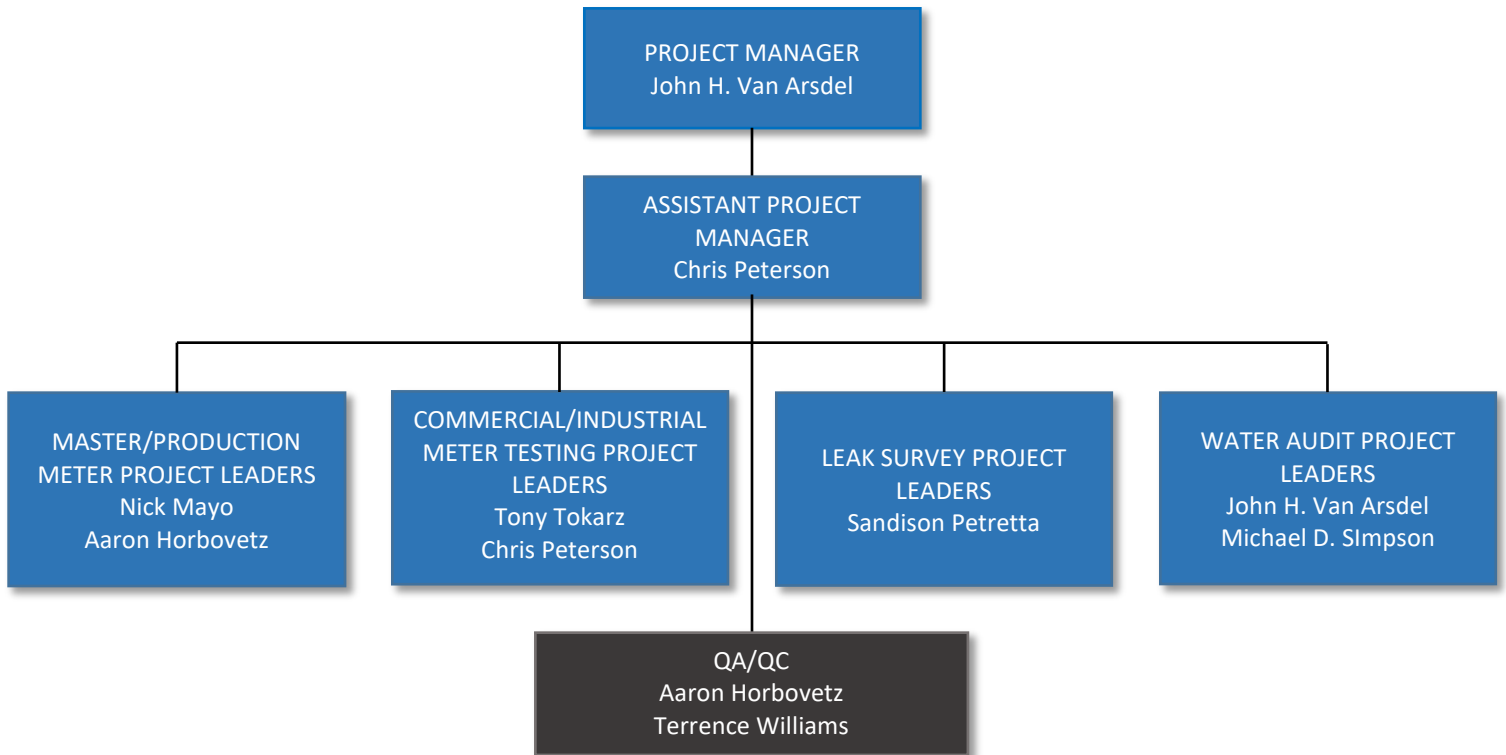 PROJECT MANAGER
John H. Van Arsdel
ASSISTANT PROJECT
MANAGER
Chris Peterson
MASTER/PRODUCTION
METER PROJECT LEADERS
Nick Mayo
Aaron Horbovetz
COMMERCIAL/INDUSTRIAL
METER TESTING PROJECT
LEADERS
Tony Tokarz
Chris Peterson
LEAK SURVEY PROJECT
LEADERS
Sandison Petretta
WATER AUDIT PROJECT
LEADERS
John H. Van Arsdel
Michael D. SImpson
QA/QC
Aaron Horbovetz
Terrence Williams